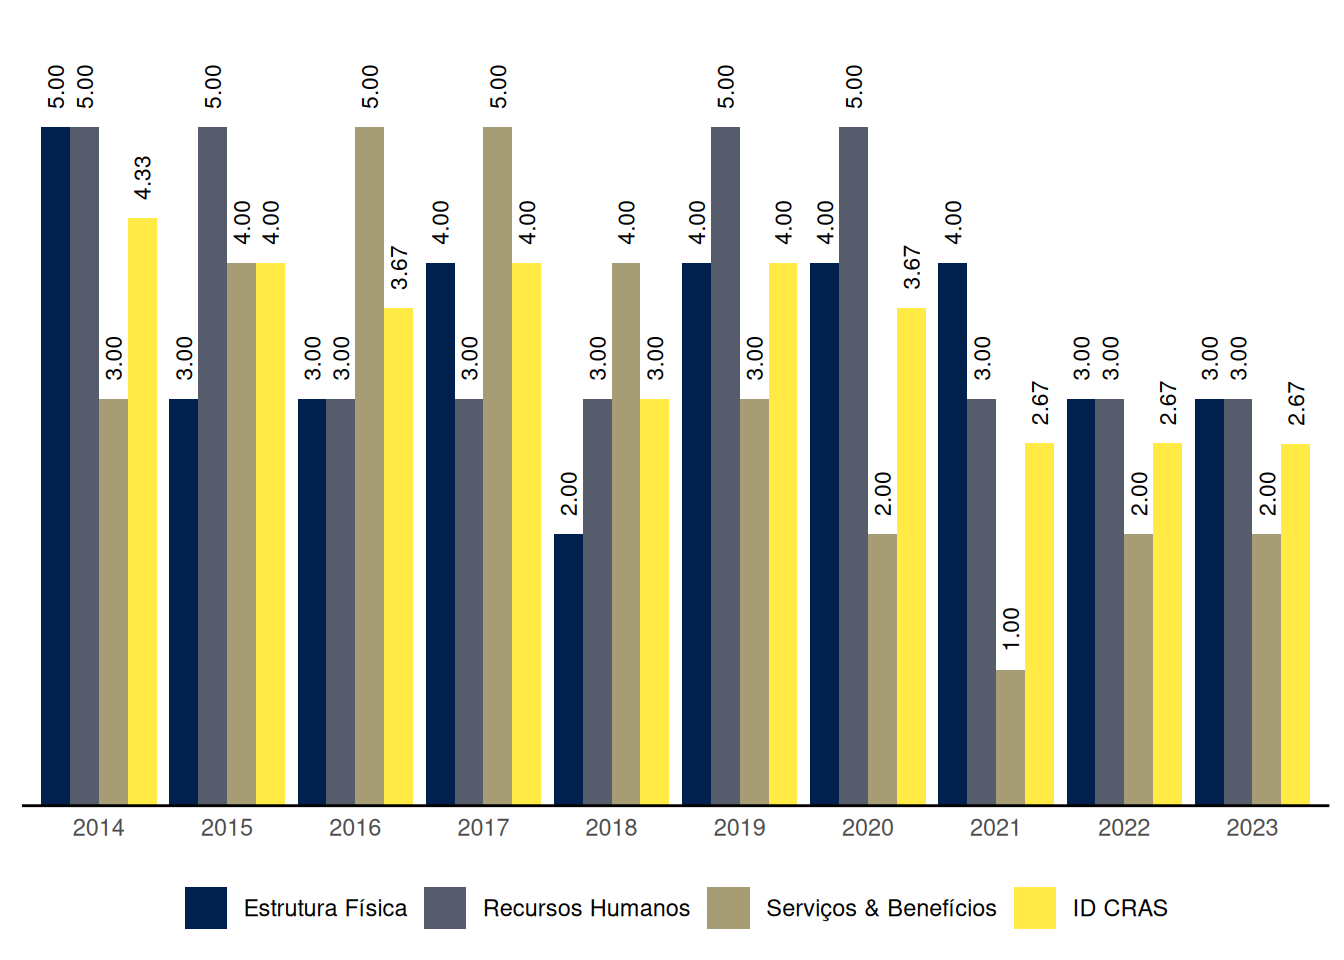 5.00 5.00 3.00 4.33
3.00 5.00 4.00 4.00
3.00 3.00 5.00 3.67
4.00 3.00 5.00 4.00
2.00 3.00 4.00 3.00
4.00 5.00 3.00 4.00
4.00 5.00 2.00 3.67
4.00 3.00 1.00 2.67
3.00 3.00 2.00 2.67
3.00 3.00 2.00 2.67
2014 2015 2016 2017 2018 2019 2020 2021 2022 2023
Estrutura Física Recursos Humanos Serviços & Benefícios ID CRAS